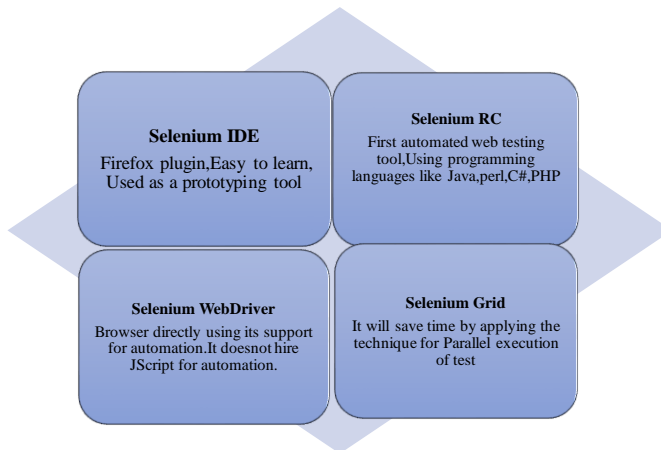 Selenium IDE
Firefox plugin,Easy to learn,
Used as a prototyping tool
Selenium RC
First automated web testing
tool,Using programming
languages like Java,perl,C#,PHP
Selenium WebDriver
Browser directly using its support
for automation.It doesnot hire
JScript for automation.
Selenium Grid
It will save time by applying the
technique for Parallel execution
of test